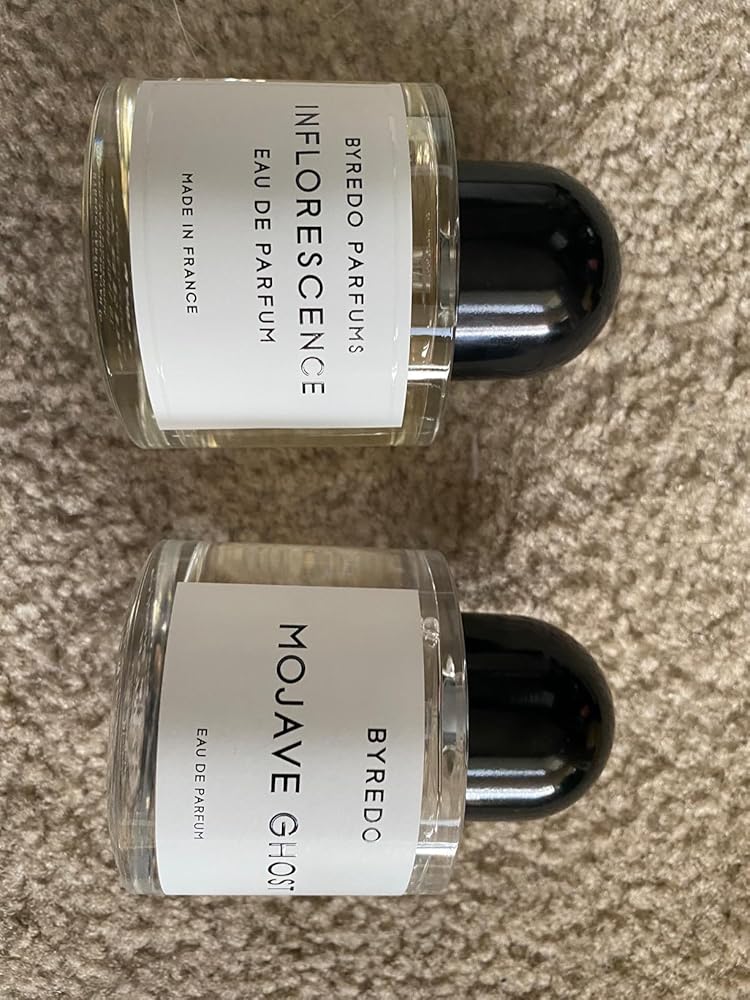 BYREDO PARFUMS
INFLORESCENCE
EAU DE PARFUM
MADE IN FRANCE
BYREDO
MOJAVE GHOST
EAU DE PARFUM